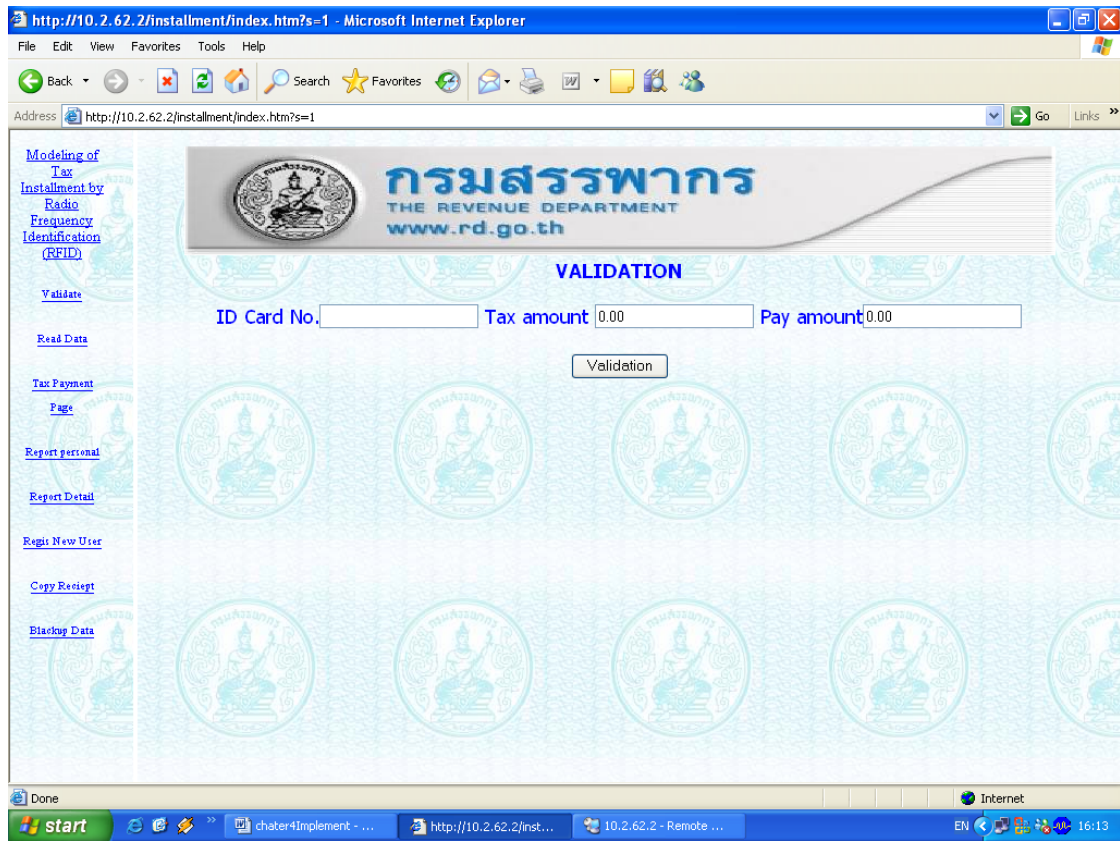 http://10.2.62.2/installment/index.htm?s=1 - Microsoft Internet Explorer
File Edit View Favorites Tools Help
Back Search Favorites
Address http://10.2.62.2/installment/index.htm?s=1 Go Links »
Modeling of
Tax
Installment by
Radio
Frequency
Identification
(RFID)
Validate
Read Data
Tax Payment
Page
Report personal
Report Detail
Regis New User
Copy Reciept
Blackup Data
กรมสรรพากร
THE REVENUE DEPARTMENT
www.rd.go.th
VALIDATION
ID Card No. Tax amount 0.00 Pay amount 0.00
Validation
Done Internet
start » chater4Implement - ... http://10.2.62.2/inst... 10.2.62.2 - Remote ... EN 16:13